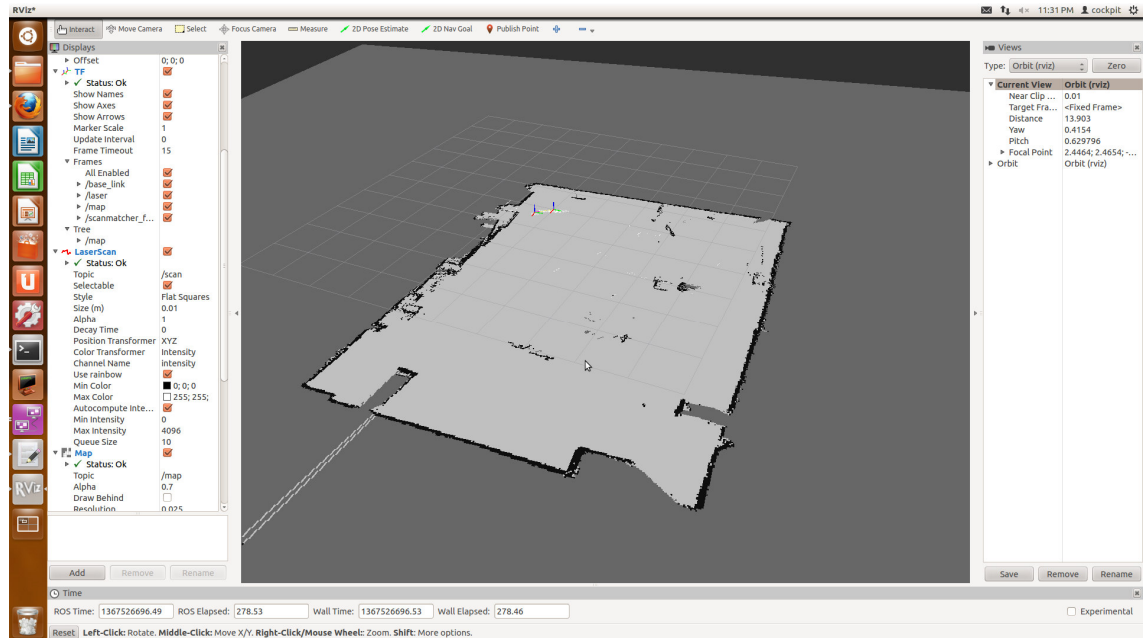 RViz*
11:31 PM cockpit
Interact Move Camera Select Focus Camera Measure 2D Pose Estimate 2D Nav Goal Publish Point
Displays
Offset 0; 0; 0
TF
Status: Ok
Show Names
Show Axes
Show Arrows
Marker Scale 1
Update Interval 0
Frame Timeout 15
Frames
All Enabled
/base_link
/laser
/map
/scanmatcher_f...
Tree
/map
LaserScan
Status: Ok
Topic /scan
Selectable
Style Flat Squares
Size (m) 0.01
Alpha 1
Decay Time 0
Position Transformer XYZ
Color Transformer Intensity
Channel Name intensity
Use rainbow
Min Color 0; 0; 0
Max Color 255; 255;
Autocompute Inte...
Min Intensity 0
Max Intensity 4096
Queue Size 10
Map
Status: Ok
Topic /map
Alpha 0.7
Draw Behind
Resolution 0.025
Add Remove Rename
Views
Type: Orbit (rviz) Zero
Current View Orbit (rviz)
Near Clip ... 0.01
Target Fra... <Fixed Frame>
Distance 13.903
Yaw 0.4154
Pitch 0.629796
Focal Point 2.4464; 2.4654; -...
Orbit Orbit (rviz)
Save Remove Rename
RViz
Time
ROS Time: 1367526696.49 ROS Elapsed: 278.53 Wall Time: 1367526696.53 Wall Elapsed: 278.46 Experimental
Reset Left-Click: Rotate. Middle-Click: Move X/Y. Right-Click/Mouse Wheel:: Zoom. Shift: More options.